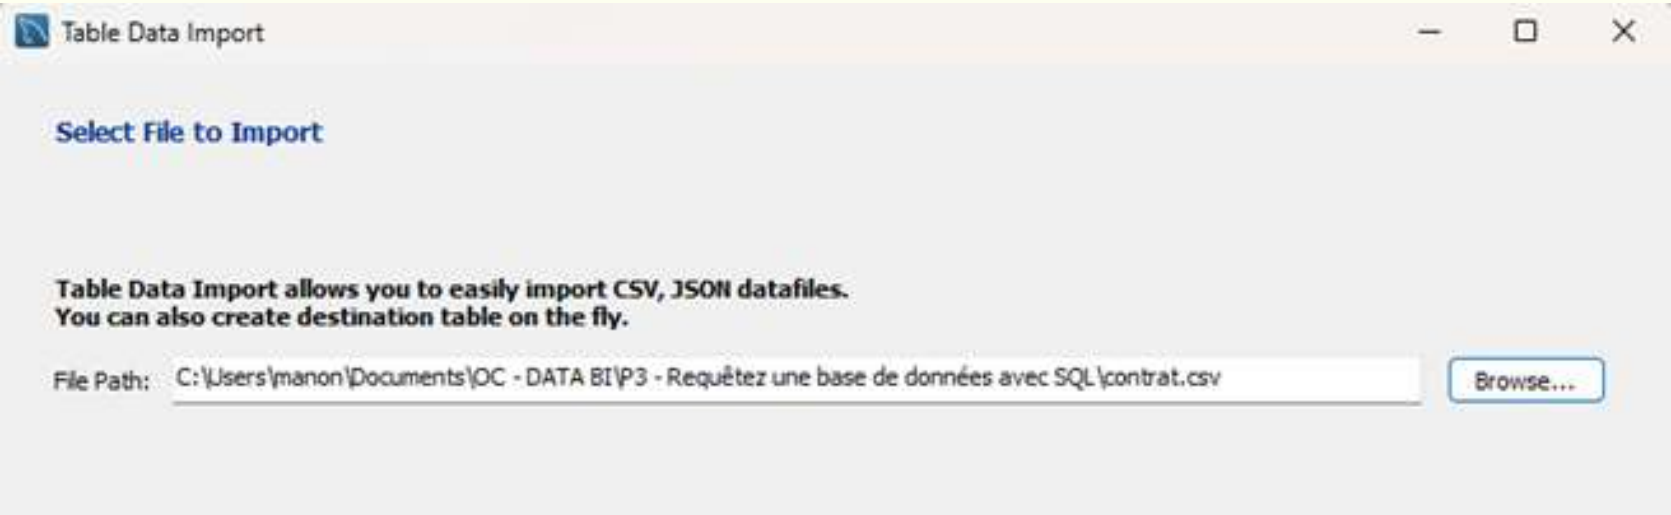 Table Data Import
Select File to Import
Table Data Import allows you to easily import CSV, JSON datafiles.
You can also create destination table on the fly.
File Path: C:\Users\manon\Documents\OC - DATA BI\P3 - Requêtez une base de données avec SQL\contrat.csv Browse...